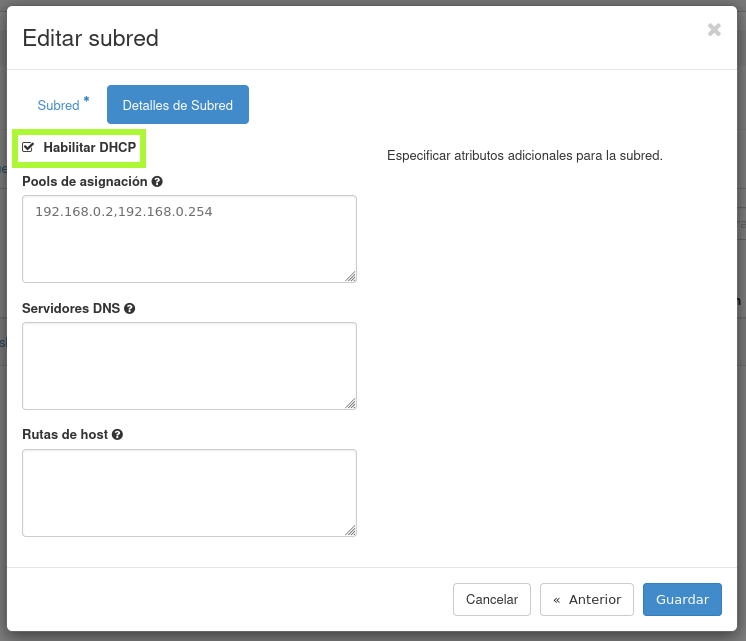 Editar subred
×
Subred *
Detalles de Subred
Habilitar DHCP
Especificar atributos adicionales para la subred.
Pools de asignación
192.168.0.2,192.168.0.254
Servidores DNS
Rutas de host
Cancelar
« Anterior
Guardar